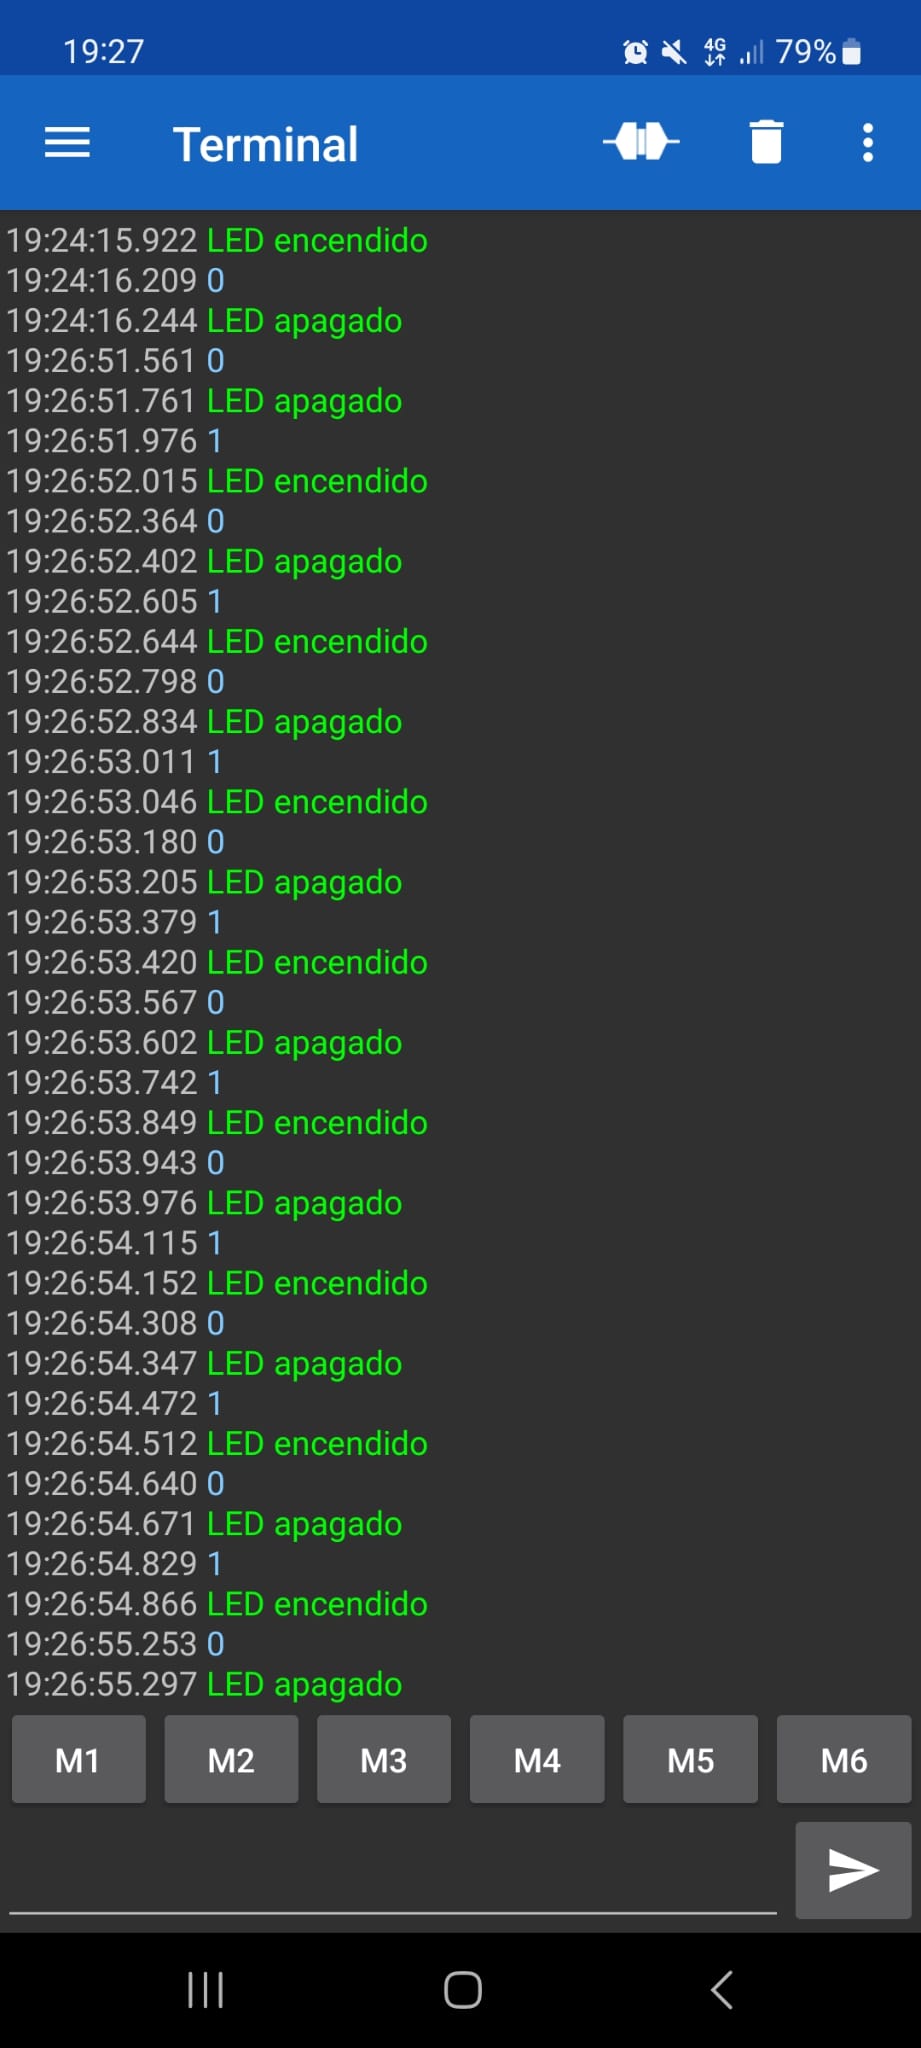 19:27 4G 79%
Terminal
19:24:15.922 LED encendido
19:24:16.209 0
19:24:16.244 LED apagado
19:26:51.561 0
19:26:51.761 LED apagado
19:26:51.976 1
19:26:52.015 LED encendido
19:26:52.364 0
19:26:52.402 LED apagado
19:26:52.605 1
19:26:52.644 LED encendido
19:26:52.798 0
19:26:52.834 LED apagado
19:26:53.011 1
19:26:53.046 LED encendido
19:26:53.180 0
19:26:53.205 LED apagado
19:26:53.379 1
19:26:53.420 LED encendido
19:26:53.567 0
19:26:53.602 LED apagado
19:26:53.742 1
19:26:53.849 LED encendido
19:26:53.943 0
19:26:53.976 LED apagado
19:26:54.115 1
19:26:54.152 LED encendido
19:26:54.308 0
19:26:54.347 LED apagado
19:26:54.472 1
19:26:54.512 LED encendido
19:26:54.640 0
19:26:54.671 LED apagado
19:26:54.829 1
19:26:54.866 LED encendido
19:26:55.253 0
19:26:55.297 LED apagado
M1 M2 M3 M4 M5 M6